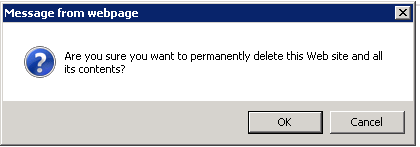 Message from webpage
Are you sure you want to permanently delete this Web site and all
its contents?
OK Cancel